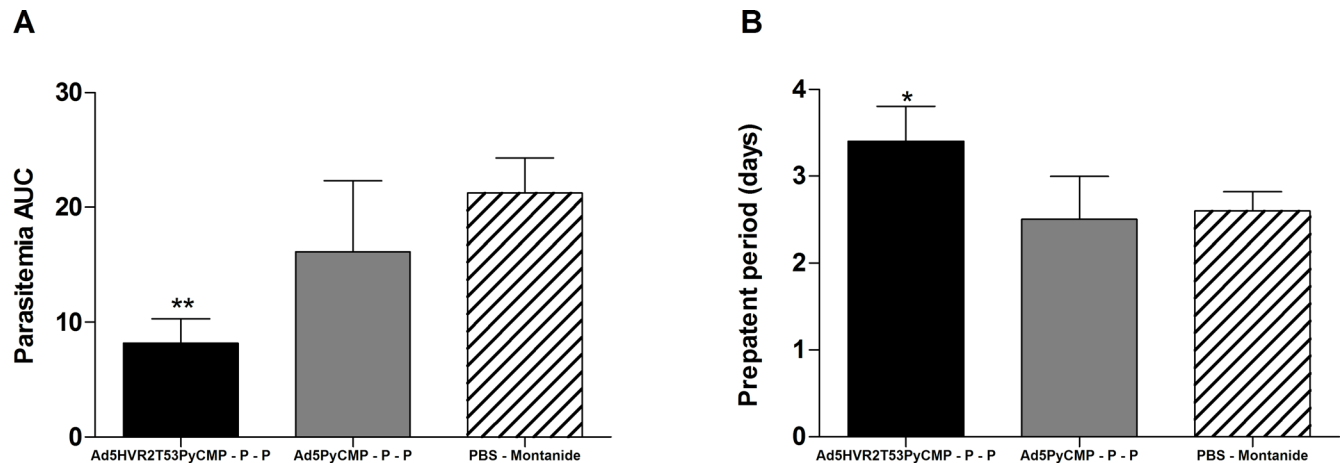 A
Parasitemia AUC
30
20
10
0
**
Ad5HVR2T53PyCMP - P - P
Ad5PyCMP - P - P
PBS - Montanide
B
Prepatent period (days)
4
3
2
1
0
*
Ad5HVR2T53PyCMP - P - P
Ad5PyCMP - P - P
PBS - Montanide